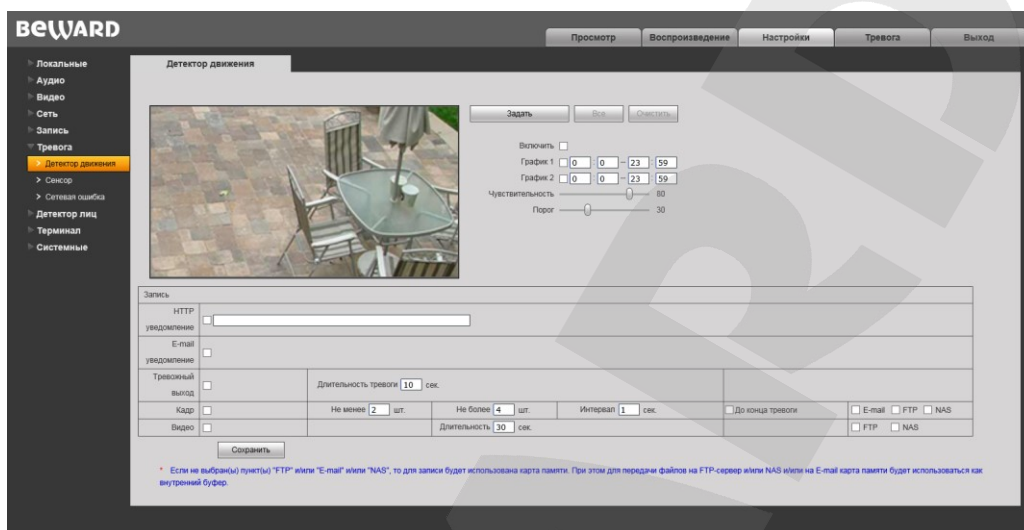 BEWARD
Просмотр Воспроизведение Настройки Тревога Выход
Локальные
Аудио
Видео
Сеть
Запись
Тревога
> Детектор движения
> Сенсор
> Сетевая ошибка
Детектор лиц
Терминал
Системные
Детектор движения
Задать Все Очистить
Включить
График 1 0 : 0 – 23 : 59
График 2 0 : 0 – 23 : 59
Чувствительность 80
Порог 30
Запись
HTTP
уведомление
E-mail
уведомление
Тревожный
выход
Длительность тревоги 10 сек.
Кадр Не менее 2 шт. Не более 4 шт. Интервал 1 сек. До конца тревоги E-mail FTP NAS
Видео Длительность 30 сек. FTP NAS
Сохранить
* Если не выбран(ы) пункт(ы) "FTP" и/или "E-mail" и/или "NAS", то для записи будет использована карта памяти. При этом для передачи файлов на FTP-сервер и/или NAS и/или на E-mail карта памяти будет использоваться как
внутренний буфер.